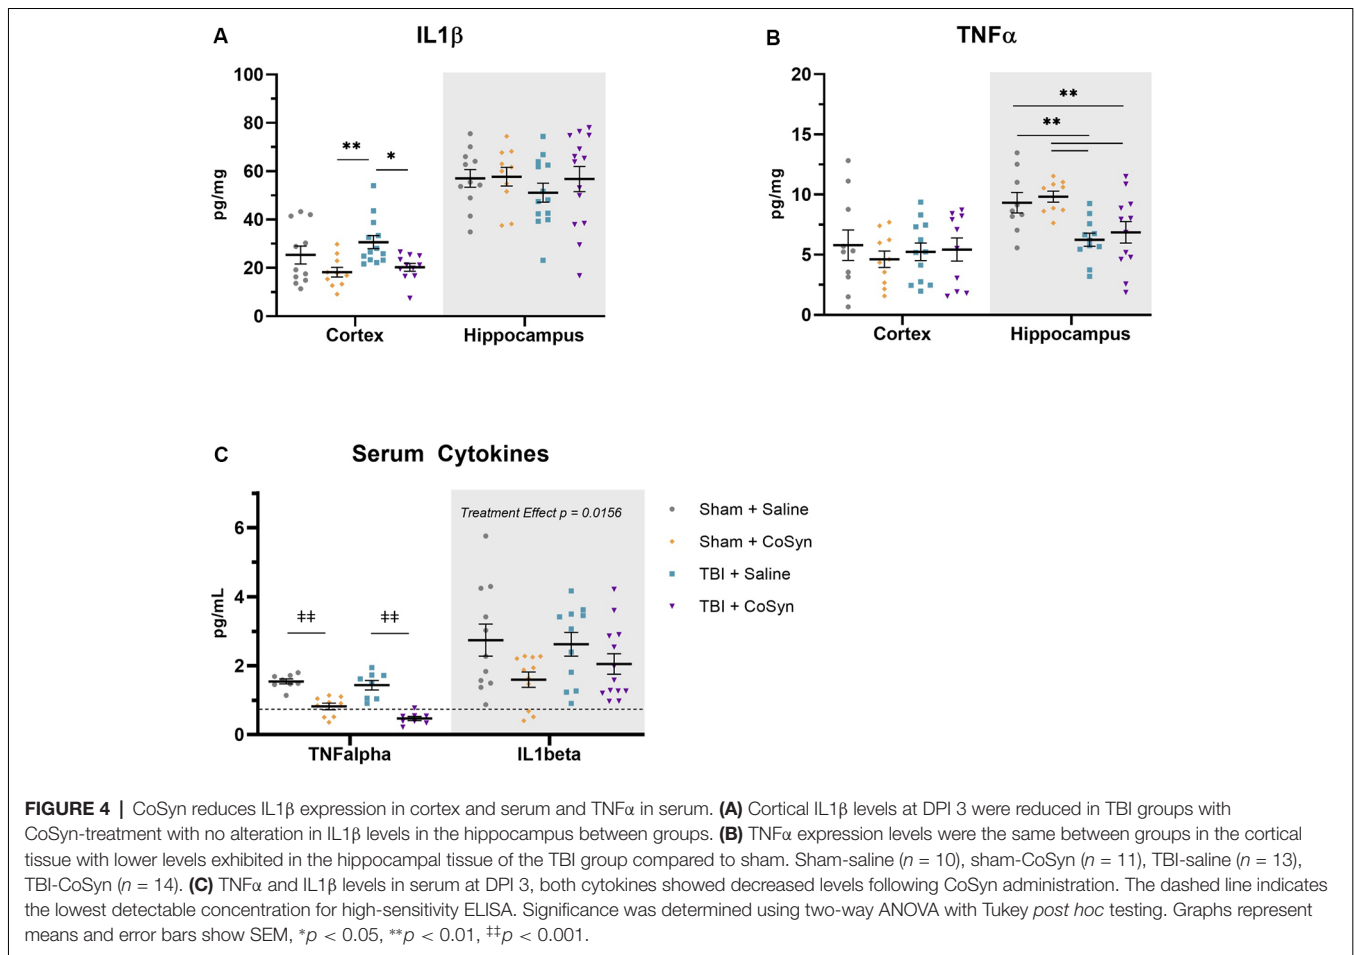 A
IL1β
100
80
60
40
20
0
pg/mg
**
*
Cortex
Hippocampus
B
TNFα
20
15
10
5
0
pg/mg
**
**
Cortex
Hippocampus
C
Serum Cytokines
6
4
2
0
pg/mL
‡‡
‡‡
Treatment Effect p = 0.0156
TNFalpha
IL1beta
Sham + Saline
Sham + CoSyn
TBI + Saline
TBI + CoSyn
FIGURE 4 | CoSyn reduces IL1β expression in cortex and serum and TNFα in serum. (A) Cortical IL1β levels at DPI 3 were reduced in TBI groups with
CoSyn-treatment with no alteration in IL1β levels in the hippocampus between groups. (B) TNFα expression levels were the same between groups in the cortical
tissue with lower levels exhibited in the hippocampal tissue of the TBI group compared to sham. Sham-saline (n = 10), sham-CoSyn (n = 11), TBI-saline (n = 13),
TBI-CoSyn (n = 14). (C) TNFα and IL1β levels in serum at DPI 3, both cytokines showed decreased levels following CoSyn administration. The dashed line indicates
the lowest detectable concentration for high-sensitivity ELISA. Significance was determined using two-way ANOVA with Tukey post hoc testing. Graphs represent
means and error bars show SEM, *p < 0.05, **p < 0.01, ‡‡p < 0.001.